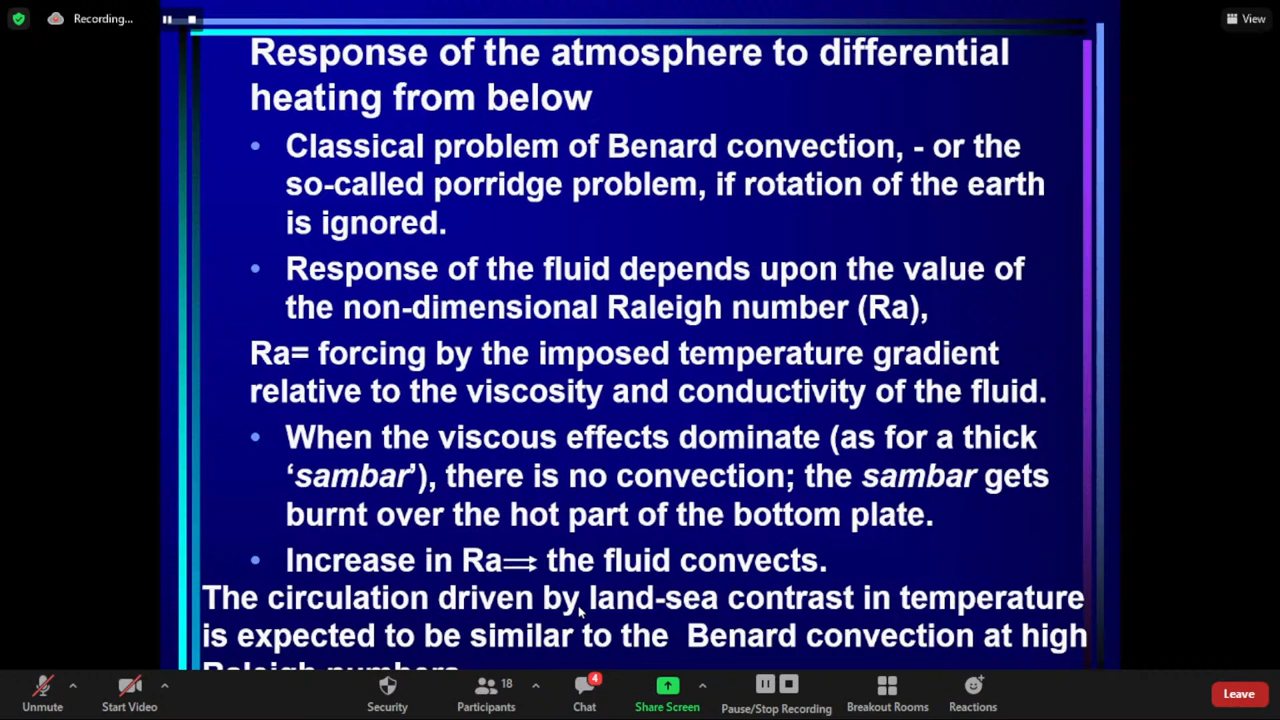 Recording...
View
Response of the atmosphere to differential
heating from below
• Classical problem of Benard convection, - or the
so-called porridge problem, if rotation of the earth
is ignored.
• Response of the fluid depends upon the value of
the non-dimensional Raleigh number (Ra),
Ra= forcing by the imposed temperature gradient
relative to the viscosity and conductivity of the fluid.
• When the viscous effects dominate (as for a thick
‘sambar’), there is no convection; the sambar gets
burnt over the hot part of the bottom plate.
• Increase in Ra⇒ the fluid convects.
The circulation driven by land-sea contrast in temperature
is expected to be similar to the Benard convection at high
Raleigh numbers
Unmute
Start Video
Security
18
Participants
4
Chat
Share Screen
Pause/Stop Recording
Breakout Rooms
Reactions
Leave